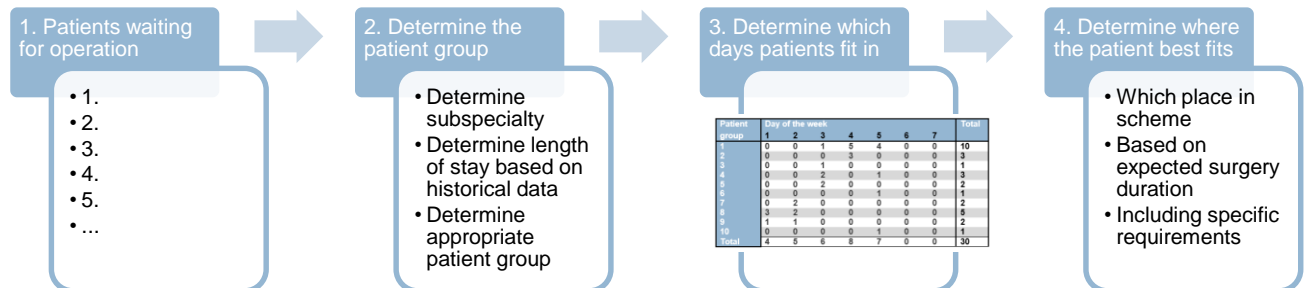 1. Patients waiting
for operation
• 1.
• 2.
• 3.
• 4.
• 5.
• ...
2. Determine the
patient group
• Determine
subspecialty
• Determine length
of stay based on
historical data
• Determine
appropriate
patient group
3. Determine which
days patients fit in
Patient Day of the week Total
group 1 2 3 4 5 6 7
1 0 0 1 5 4 0 0 10
2 0 0 0 3 0 0 0 3
3 0 0 1 0 0 0 0 1
4 0 0 2 0 1 0 0 3
5 0 0 2 0 0 0 0 2
6 0 0 0 0 1 0 0 1
7 0 2 0 0 0 0 0 2
8 3 2 0 0 0 0 0 5
9 1 1 0 0 0 0 0 2
10 0 0 0 0 1 0 0 1
Total 4 5 6 8 7 0 0 30
4. Determine where
the patient best fits
• Which place in
scheme
• Based on
expected surgery
duration
• Including specific
requirements